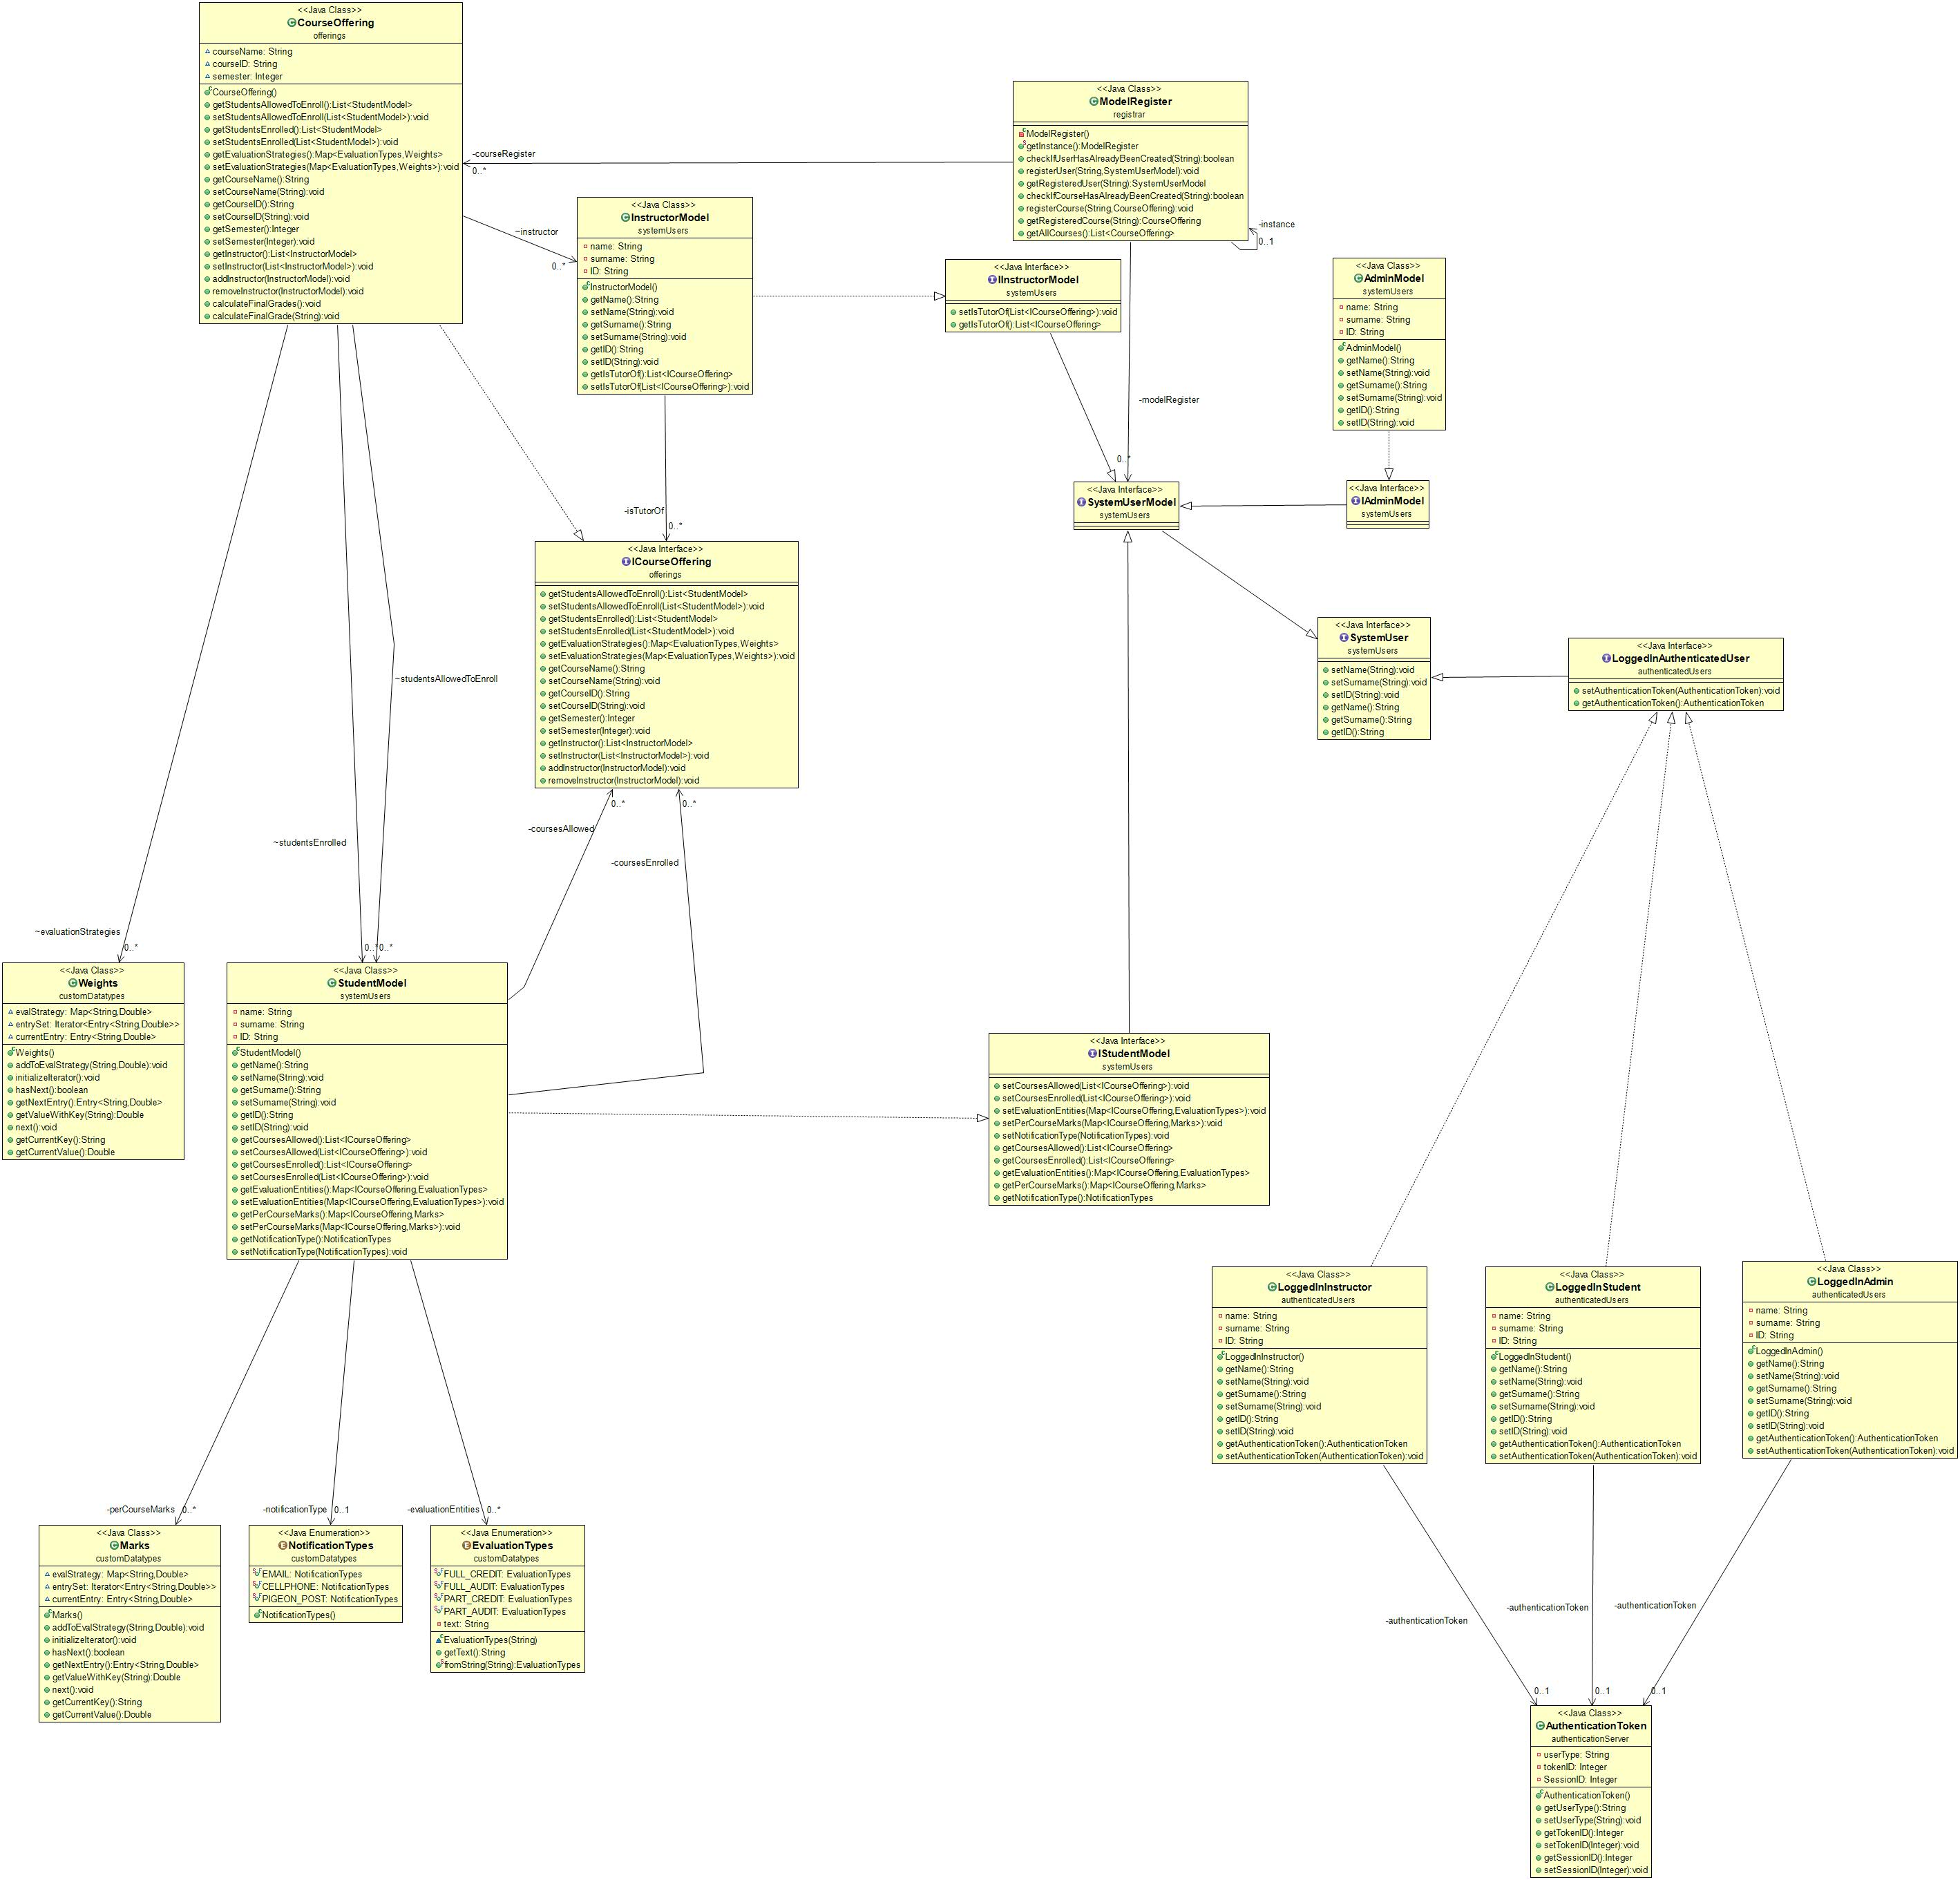 <<Java Class>>
CourseOffering
offerings
courseName: String
courseID: String
semester: Integer
CourseOffering()
getStudentsAllowedToEnroll():List<StudentModel>
setStudentsAllowedToEnroll(List<StudentModel>):void
getStudentsEnrolled():List<StudentModel>
setStudentsEnrolled(List<StudentModel>):void
getEvaluationStrategies():Map<EvaluationTypes,Weights>
setEvaluationStrategies(Map<EvaluationTypes,Weights>):void
getCourseName():String
setCourseName(String):void
getCourseID():String
setCourseID(String):void
getSemester():Integer
setSemester(Integer):void
getInstructor():List<InstructorModel>
setInstructor(List<InstructorModel>):void
addInstructor(InstructorModel):void
removeInstructor(InstructorModel):void
calculateFinalGrades():void
calculateFinalGrade(String):void
-courseRegister
0..*
~instructor
0..*
<<Java Class>>
InstructorModel
systemUsers
name: String
surname: String
ID: String
InstructorModel()
getName():String
setName(String):void
getSurname():String
setSurname(String):void
getID():String
setID(String):void
getIsTutorOf():List<ICourseOffering>
setIsTutorOf(List<ICourseOffering>):void
<<Java Class>>
ModelRegister
registrar
ModelRegister()
getInstance():ModelRegister
checkIfUserHasAlreadyBeenCreated(String):boolean
registerUser(String,SystemUserModel):void
getRegisteredUser(String):SystemUserModel
checkIfCourseHasAlreadyBeenCreated(String):boolean
registerCourse(String,CourseOffering):void
getRegisteredCourse(String):CourseOffering
getAllCourses():List<CourseOffering>
-instance
0..1
<<Java Interface>>
IInstructorModel
systemUsers
setIsTutorOf(List<ICourseOffering>):void
getIsTutorOf():List<ICourseOffering>
<<Java Class>>
AdminModel
systemUsers
name: String
surname: String
ID: String
AdminModel()
getName():String
setName(String):void
getSurname():String
setSurname(String):void
getID():String
setID(String):void
-modelRegister
0..*
<<Java Interface>>
SystemUserModel
systemUsers
<<Java Interface>>
IAdminModel
systemUsers
-isTutorOf
0..*
<<Java Interface>>
ICourseOffering
offerings
getStudentsAllowedToEnroll():List<StudentModel>
setStudentsAllowedToEnroll(List<StudentModel>):void
getStudentsEnrolled():List<StudentModel>
setStudentsEnrolled(List<StudentModel>):void
getEvaluationStrategies():Map<EvaluationTypes,Weights>
setEvaluationStrategies(Map<EvaluationTypes,Weights>):void
getCourseName():String
setCourseName(String):void
getCourseID():String
setCourseID(String):void
getSemester():Integer
setSemester(Integer):void
getInstructor():List<InstructorModel>
setInstructor(List<InstructorModel>):void
addInstructor(InstructorModel):void
removeInstructor(InstructorModel):void
<<Java Interface>>
SystemUser
systemUsers
setName(String):void
setSurname(String):void
setID(String):void
getName():String
getSurname():String
getID():String
<<Java Interface>>
LoggedInAuthenticatedUser
authenticatedUsers
setAuthenticationToken(AuthenticationToken):void
getAuthenticationToken():AuthenticationToken
~studentsAllowedToEnroll
0..*
~studentsEnrolled
0..*
-coursesAllowed
0..*
-coursesEnrolled
0..*
~evaluationStrategies
0..*
<<Java Class>>
Weights
customDatatypes
evalStrategy: Map<String,Double>
entrySet: Iterator<Entry<String,Double>>
currentEntry: Entry<String,Double>
Weights()
addToEvalStrategy(String,Double):void
initializeIterator():void
hasNext():boolean
getNextEntry():Entry<String,Double>
getValueWithKey(String):Double
next():void
getCurrentKey():String
getCurrentValue():Double
<<Java Class>>
StudentModel
systemUsers
name: String
surname: String
ID: String
StudentModel()
getName():String
setName(String):void
getSurname():String
setSurname(String):void
getID():String
setID(String):void
getCoursesAllowed():List<ICourseOffering>
setCoursesAllowed(List<ICourseOffering>):void
getCoursesEnrolled():List<ICourseOffering>
setCoursesEnrolled(List<ICourseOffering>):void
getEvaluationEntities():Map<ICourseOffering,EvaluationTypes>
setEvaluationEntities(Map<ICourseOffering,EvaluationTypes>):void
getPerCourseMarks():Map<ICourseOffering,Marks>
setPerCourseMarks(Map<ICourseOffering,Marks>):void
getNotificationType():NotificationTypes
setNotificationType(NotificationTypes):void
<<Java Interface>>
IStudentModel
systemUsers
setCoursesAllowed(List<ICourseOffering>):void
setCoursesEnrolled(List<ICourseOffering>):void
setEvaluationEntities(Map<ICourseOffering,EvaluationTypes>):void
setPerCourseMarks(Map<ICourseOffering,Marks>):void
setNotificationType(NotificationTypes):void
getCoursesAllowed():List<ICourseOffering>
getCoursesEnrolled():List<ICourseOffering>
getEvaluationEntities():Map<ICourseOffering,EvaluationTypes>
getPerCourseMarks():Map<ICourseOffering,Marks>
getNotificationType():NotificationTypes
<<Java Class>>
LoggedInInstructor
authenticatedUsers
name: String
surname: String
ID: String
LoggedInInstructor()
getName():String
setName(String):void
getSurname():String
setSurname(String):void
getID():String
setID(String):void
getAuthenticationToken():AuthenticationToken
setAuthenticationToken(AuthenticationToken):void
<<Java Class>>
LoggedInStudent
authenticatedUsers
name: String
surname: String
ID: String
LoggedInStudent()
getName():String
setName(String):void
getSurname():String
setSurname(String):void
getID():String
setID(String):void
getAuthenticationToken():AuthenticationToken
setAuthenticationToken(AuthenticationToken):void
<<Java Class>>
LoggedInAdmin
authenticatedUsers
name: String
surname: String
ID: String
LoggedInAdmin()
getName():String
setName(String):void
getSurname():String
setSurname(String):void
getID():String
setID(String):void
getAuthenticationToken():AuthenticationToken
setAuthenticationToken(AuthenticationToken):void
-perCourseMarks
0..*
-notificationType
0..1
-evaluationEntities
0..*
<<Java Class>>
Marks
customDatatypes
evalStrategy: Map<String,Double>
entrySet: Iterator<Entry<String,Double>>
currentEntry: Entry<String,Double>
Marks()
addToEvalStrategy(String,Double):void
initializeIterator():void
hasNext():boolean
getNextEntry():Entry<String,Double>
getValueWithKey(String):Double
next():void
getCurrentKey():String
getCurrentValue():Double
<<Java Enumeration>>
NotificationTypes
customDatatypes
EMAIL: NotificationTypes
CELLPHONE: NotificationTypes
PIGEON_POST: NotificationTypes
NotificationTypes()
<<Java Enumeration>>
EvaluationTypes
customDatatypes
FULL_CREDIT: EvaluationTypes
FULL_AUDIT: EvaluationTypes
PART_CREDIT: EvaluationTypes
PART_AUDIT: EvaluationTypes
text: String
EvaluationTypes(String)
getText():String
fromString(String):EvaluationTypes
-authenticationToken
0..1
-authenticationToken
0..1
-authenticationToken
0..1
<<Java Class>>
AuthenticationToken
authenticationServer
userType: String
tokenID: Integer
SessionID: Integer
AuthenticationToken()
getUserType():String
setUserType(String):void
getTokenID():Integer
setTokenID(Integer):void
getSessionID():Integer
setSessionID(Integer):void